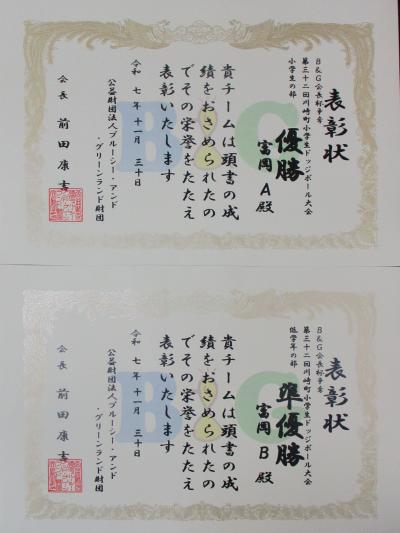 表彰状
B&G会長杯争奪
第三十二回川崎町小学生ドッジボール大会
小学生の部
優勝
富岡A殿
貴チームは頭書の成
績をおさめられたの
でその栄誉をたたえ
表彰いたします
令和七年十一月三十日
公益財団法人ブルーシー・アンド
・グリーンランド財団
会長 前田康吉
B&G
表彰状
B&G会長杯争奪
第三十二回川崎町小学生ドッジボール大会
低学年の部
準優勝
富岡B殿
貴チームは頭書の成
績をおさめられたの
でその栄誉をたたえ
表彰いたします
令和七年十一月三十日
公益財団法人ブルーシー・アンド
・グリーンランド財団
会長 前田康吉
B&G